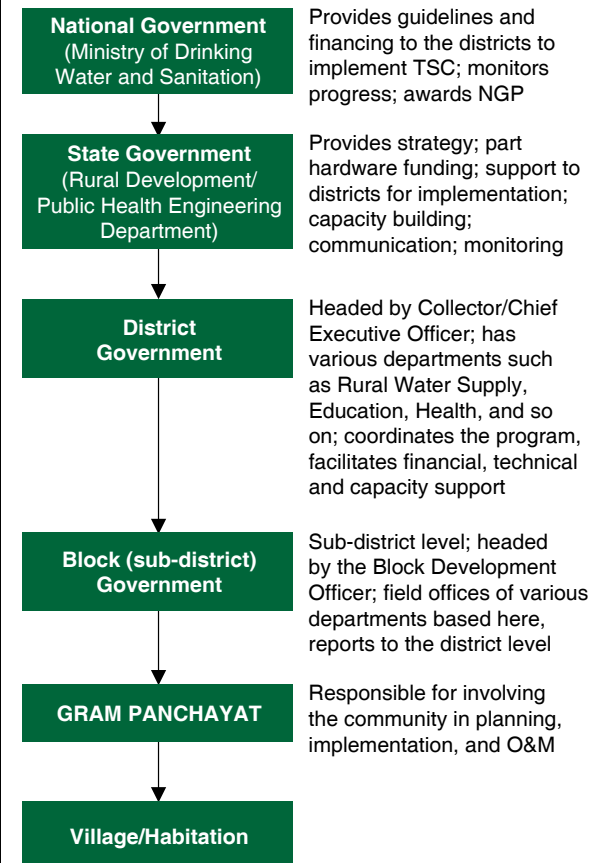 National Government
(Ministry of Drinking
Water and Sanitation)
Provides guidelines and
financing to the districts to
implement TSC; monitors
progress; awards NGP
State Government
(Rural Development/
Public Health Engineering
Department)
Provides strategy; part
hardware funding; support to
districts for implementation;
capacity building;
communication; monitoring
District
Government
Headed by Collector/Chief
Executive Officer; has
various departments such
as Rural Water Supply,
Education, Health, and so
on; coordinates the program,
facilitates financial, technical
and capacity support
Block (sub-district)
Government
Sub-district level; headed
by the Block Development
Officer; field offices of various
departments based here,
reports to the district level
GRAM PANCHAYAT
Responsible for involving
the community in planning,
implementation, and O&M
Village/Habitation